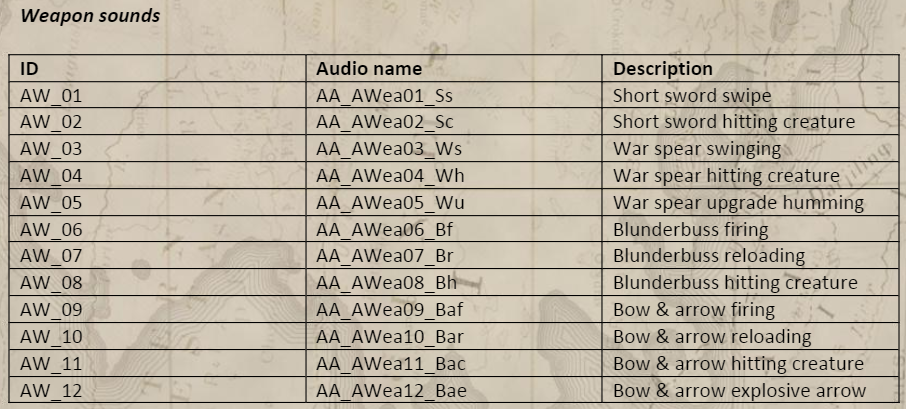 Weapon sounds
ID Audio name Description
AW_01 AA_AWea01_Ss Short sword swipe
AW_02 AA_AWea02_Sc Short sword hitting creature
AW_03 AA_AWea03_Ws War spear swinging
AW_04 AA_AWea04_Wh War spear hitting creature
AW_05 AA_AWea05_Wu War spear upgrade humming
AW_06 AA_AWea06_Bf Blunderbuss firing
AW_07 AA_AWea07_Br Blunderbuss reloading
AW_08 AA_AWea08_Bh Blunderbuss hitting creature
AW_09 AA_AWea09_Baf Bow & arrow firing
AW_10 AA_AWea10_Bar Bow & arrow reloading
AW_11 AA_AWea11_Bac Bow & arrow hitting creature
AW_12 AA_AWea12_Bae Bow & arrow explosive arrow
Darjiling